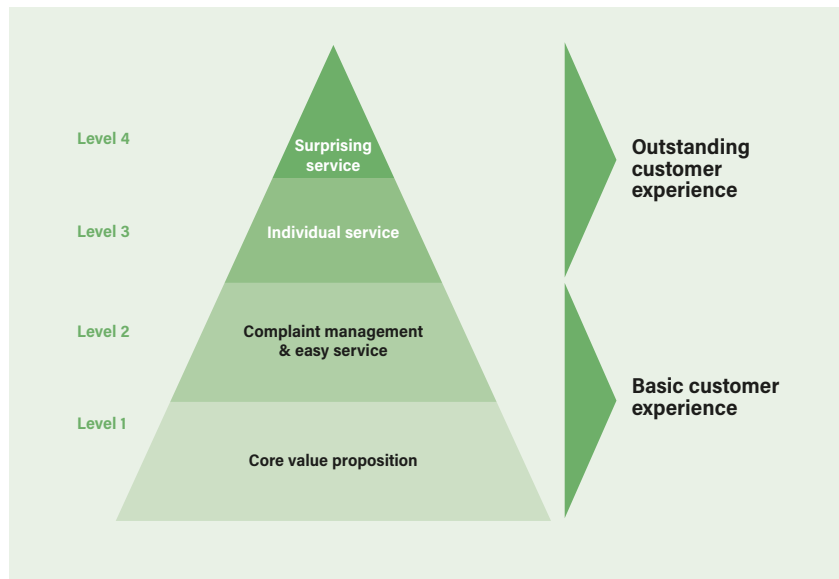 Level 4
Surprising
service
Outstanding
customer
experience
Level 3
Individual service
Level 2
Complaint management
& easy service
Basic customer
experience
Level 1
Core value proposition